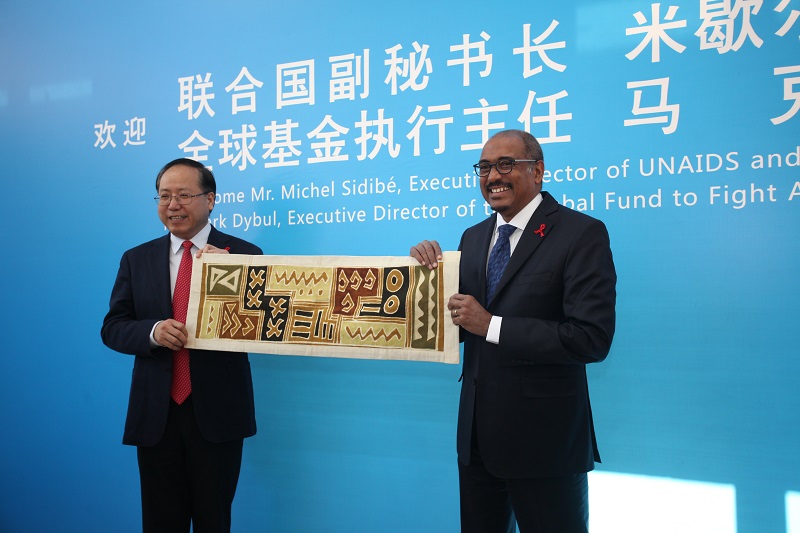 欢迎 联合国副秘书长 米歇尔
全球基金执行主任 马 克
ome Mr. Michel Sidibé, Executi ector of UNAIDS and
rk Dybul, Executive Director of t bal Fund to Fight A